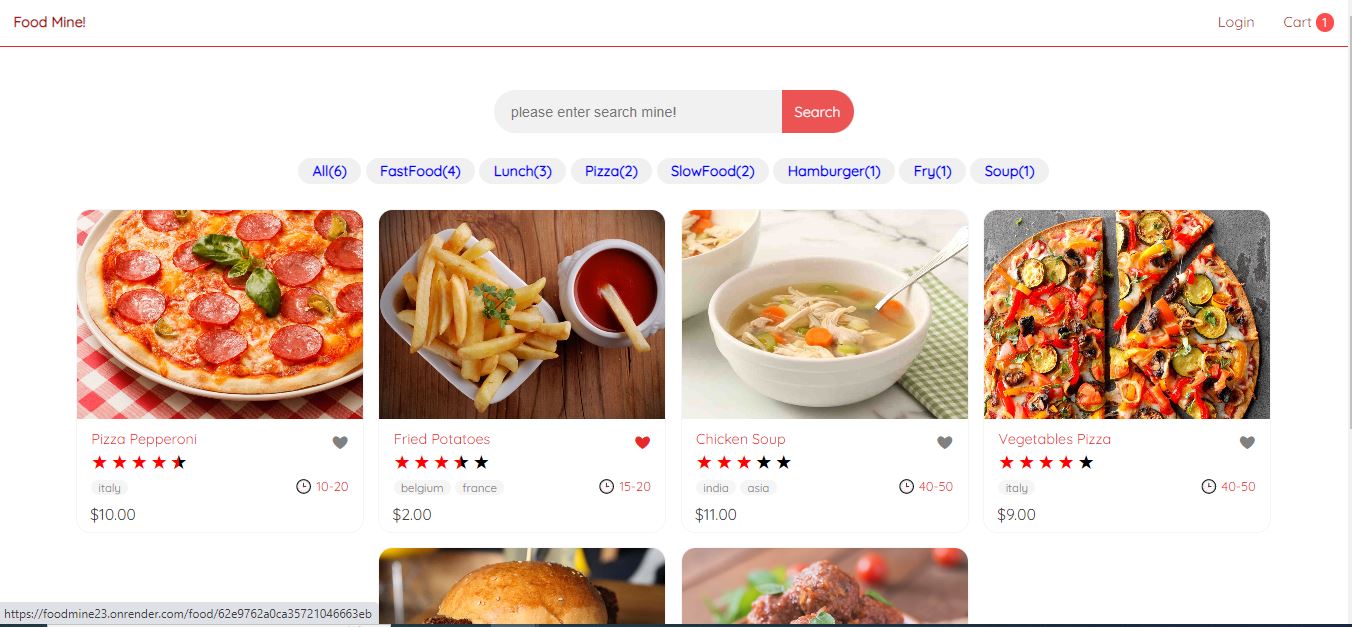 Food Mine!
Login
Cart 1
please enter search mine!
Search
All(6)
FastFood(4)
Lunch(3)
Pizza(2)
SlowFood(2)
Hamburger(1)
Fry(1)
Soup(1)
Pizza Pepperoni
italy
10-20
$10.00
Fried Potatoes
belgium
france
15-20
$2.00
Chicken Soup
india
asia
40-50
$11.00
Vegetables Pizza
italy
40-50
$9.00
https://foodmine23.onrender.com/food/62e9762a0ca35721046663eb